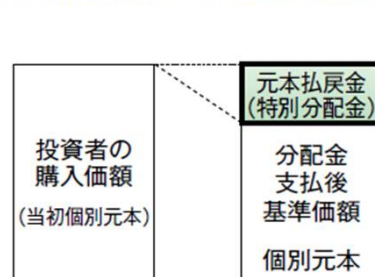 投資者の
購入価額
(当初個別元本)
元本払戻金
(特別分配金)
分配金
支払後
基準価額
個別元本